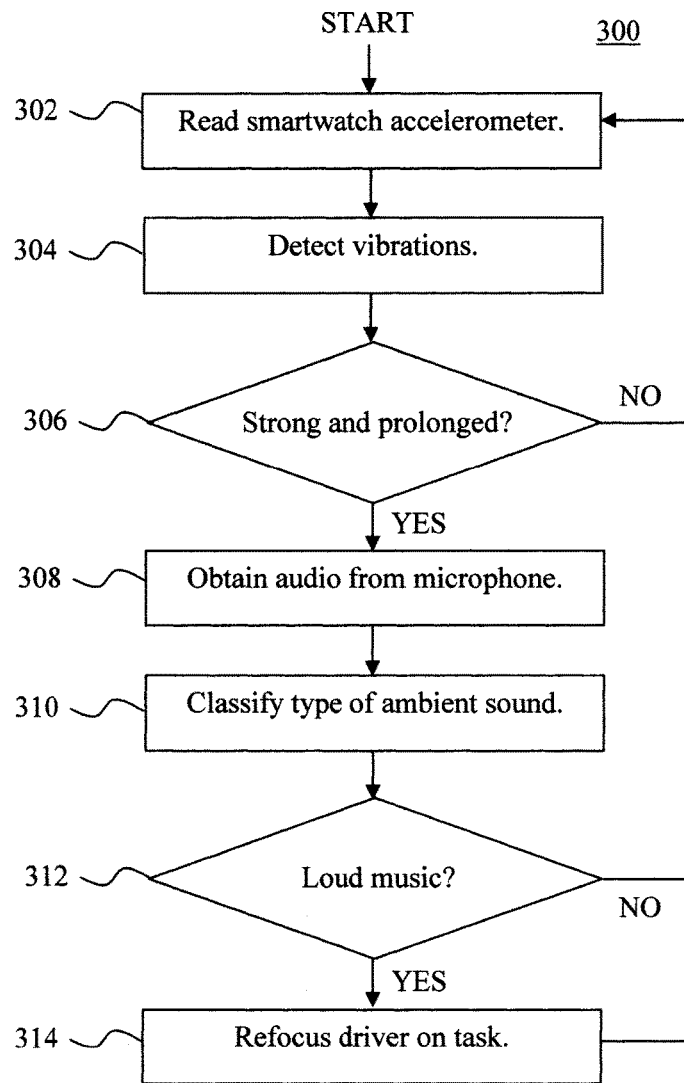 START
300
302
Read smartwatch accelerometer.
304
Detect vibrations.
306
Strong and prolonged?
NO
YES
308
Obtain audio from microphone.
310
Classify type of ambient sound.
312
Loud music?
NO
YES
314
Refocus driver on task.